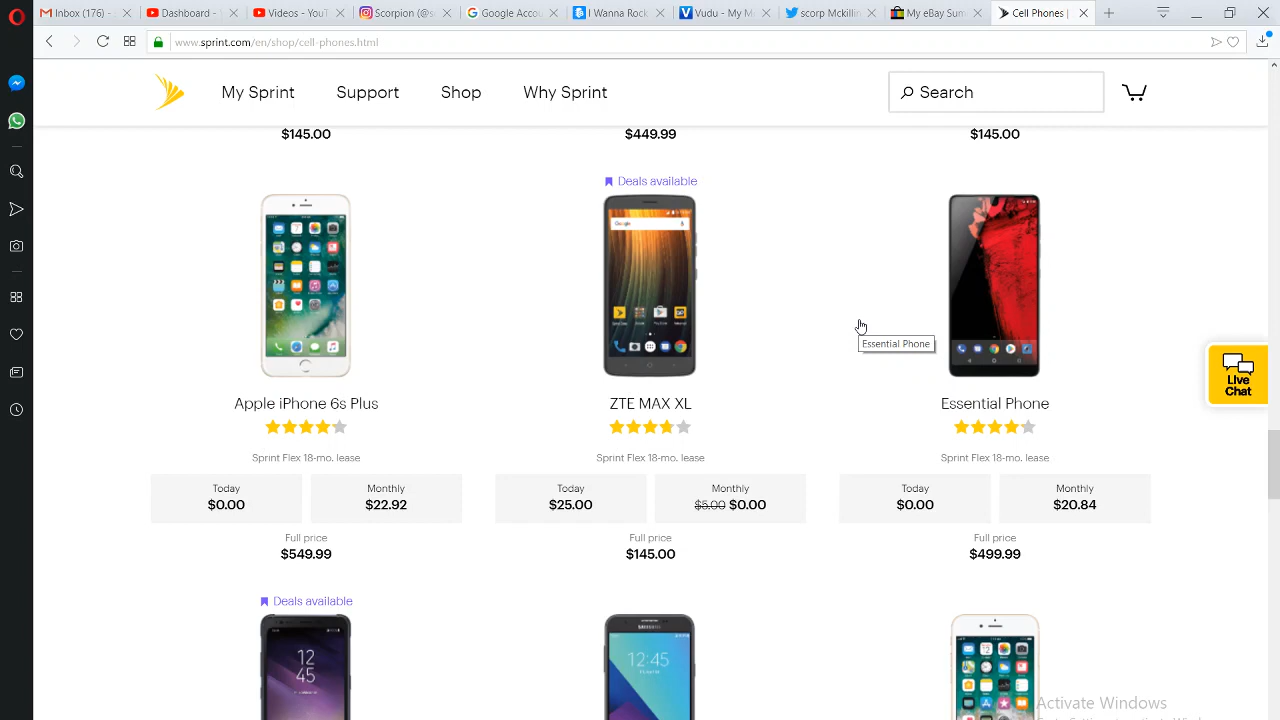 Inbox (176) -
Dashboard -
Videos - YouT
Sorpion (@s
Google Acco
I Wanna Rock
Vudu - My M
scorp Morton
My eBay S
Cell Phones |
www.sprint.com/en/shop/cell-phones.html
My Sprint
Support
Shop
Why Sprint
Search
$145.00
$449.99
$145.00
Deals available
Google
Essential Phone
Live
Chat
Apple iPhone 6s Plus
ZTE MAX XL
Essential Phone
Sprint Flex 18-mo. lease
Sprint Flex 18-mo. lease
Sprint Flex 18-mo. lease
Today
Monthly
Today
Monthly
Today
Monthly
$0.00
$22.92
$25.00
$5.00 $0.00
$0.00
$20.84
Full price
Full price
Full price
$549.99
$145.00
$499.99
Deals available
SAMSUNG
12
45
12:45
Activate Windows